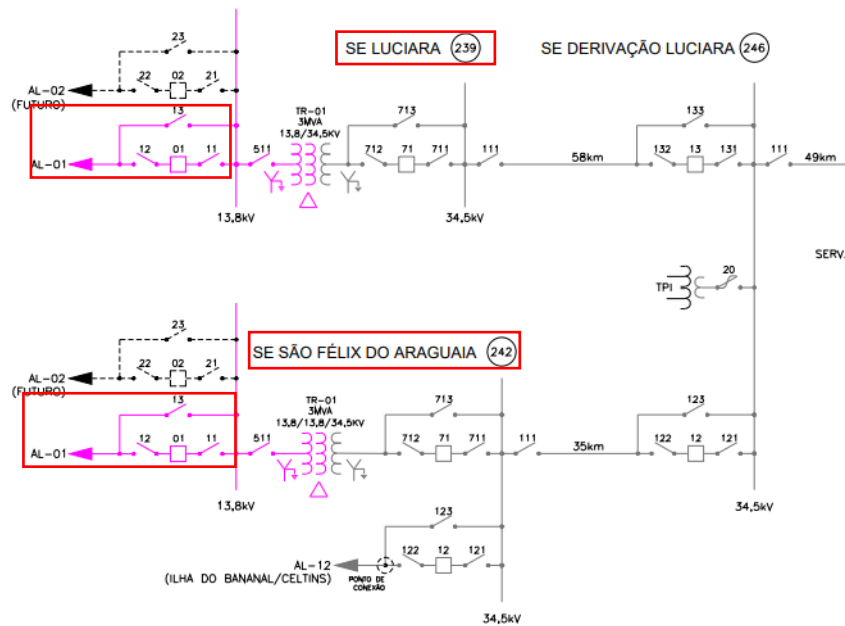 23
22 02 21
AL-02
(FUTURO)
13
12 01 11
AL-01
511
13,8kV
SE LUCIARA 239
TR-01
3MVA
13,8/34,5KV
713
712 71 711
111
34,5kV
58km
SE DERIVAÇÃO LUCIARA 246
133
132 13 131
111
49km
SERV.
TPI
20
23
22 02 21
AL-02
(FUTURO)
13
12 01 11
AL-01
511
13,8kV
SE SÃO FÉLIX DO ARAGUAIA 242
TR-01
3MVA
13,8/13,8/34,5KV
713
712 71 711
111
35km
123
122 12 121
34,5kV
123
122 12 121
AL-12
(ILHA DO BANANAL/CELTINS)
PONTO DE
CONEXÃO
34,5kV